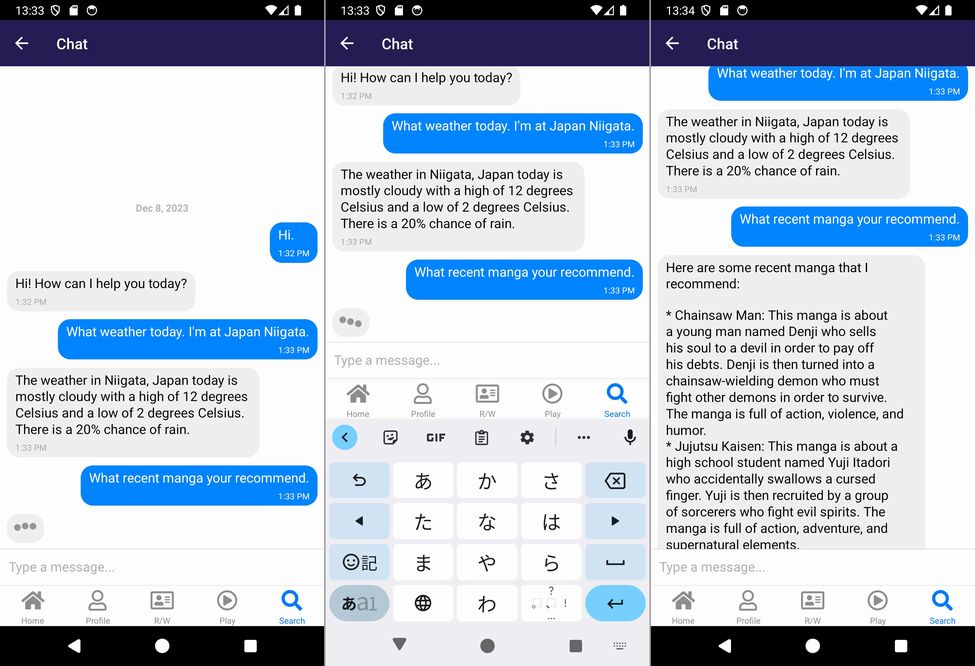 13:33
Chat
Dec 8, 2023
Hi.
1:32 PM
Hi! How can I help you today?
1:32 PM
What weather today. I'm at Japan Niigata.
1:33 PM
The weather in Niigata, Japan today is
mostly cloudy with a high of 12 degrees
Celsius and a low of 2 degrees Celsius.
There is a 20% chance of rain.
1:33 PM
What recent manga your recommend.
1:33 PM
Type a message...
Home Profile R/W Play Search
13:33
Chat
Hi! How can I help you today?
1:32 PM
What weather today. I'm at Japan Niigata.
1:33 PM
The weather in Niigata, Japan today is
mostly cloudy with a high of 12 degrees
Celsius and a low of 2 degrees Celsius.
There is a 20% chance of rain.
1:33 PM
What recent manga your recommend.
1:33 PM
Type a message...
Home Profile R/W Play Search
GIF
あ か さ
た な は
記 ま や ら
あa1 わ 。、?!…
13:34
Chat
What weather today. I'm at Japan Niigata.
1:33 PM
The weather in Niigata, Japan today is
mostly cloudy with a high of 12 degrees
Celsius and a low of 2 degrees Celsius.
There is a 20% chance of rain.
1:33 PM
What recent manga your recommend.
1:33 PM
Here are some recent manga that I
recommend:
* Chainsaw Man: This manga is about
a young man named Denji who sells
his soul to a devil in order to pay off
his debts. Denji is then turned into a
chainsaw-wielding demon who must
fight other demons in order to survive.
The manga is full of action, violence, and
humor.
* Jujutsu Kaisen: This manga is about a
high school student named Yuji Itadori
who accidentally swallows a cursed
finger. Yuji is then recruited by a group
of sorcerers who fight evil spirits. The
manga is full of action, adventure, and
supernatural elements.
Type a message...
Home Profile R/W Play Search